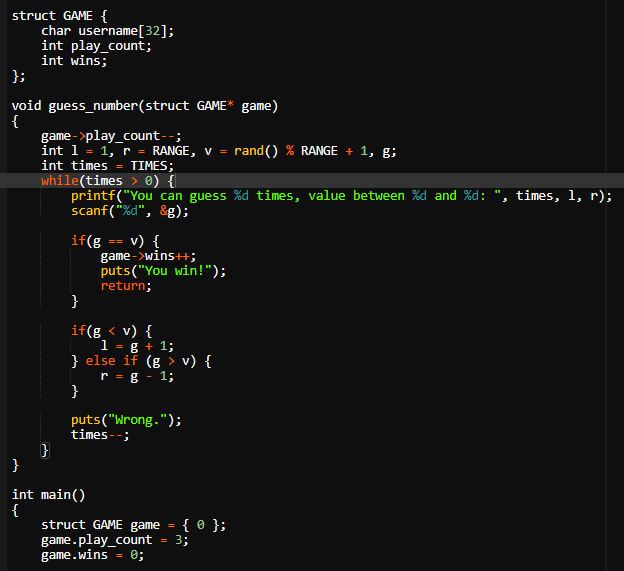 struct GAME {
    char username[32];
    int play_count;
    int wins;
};

void guess_number(struct GAME* game)
{
    game->play_count--;
    int l = 1, r = RANGE, v = rand() % RANGE + 1, g;
    int times = TIMES;
    while(times > 0) {
        printf("You can guess %d times, value between %d and %d: ", times, l, r);
        scanf("%d", &g);

        if(g == v) {
            game->wins++;
            puts("You win!");
            return;
        }

        if(g < v) {
            l = g + 1;
        } else if (g > v) {
            r = g - 1;
        }

        puts("Wrong.");
        times--;
    }
}

int main()
{
    struct GAME game = { 0 };
    game.play_count = 3;
    game.wins = 0;